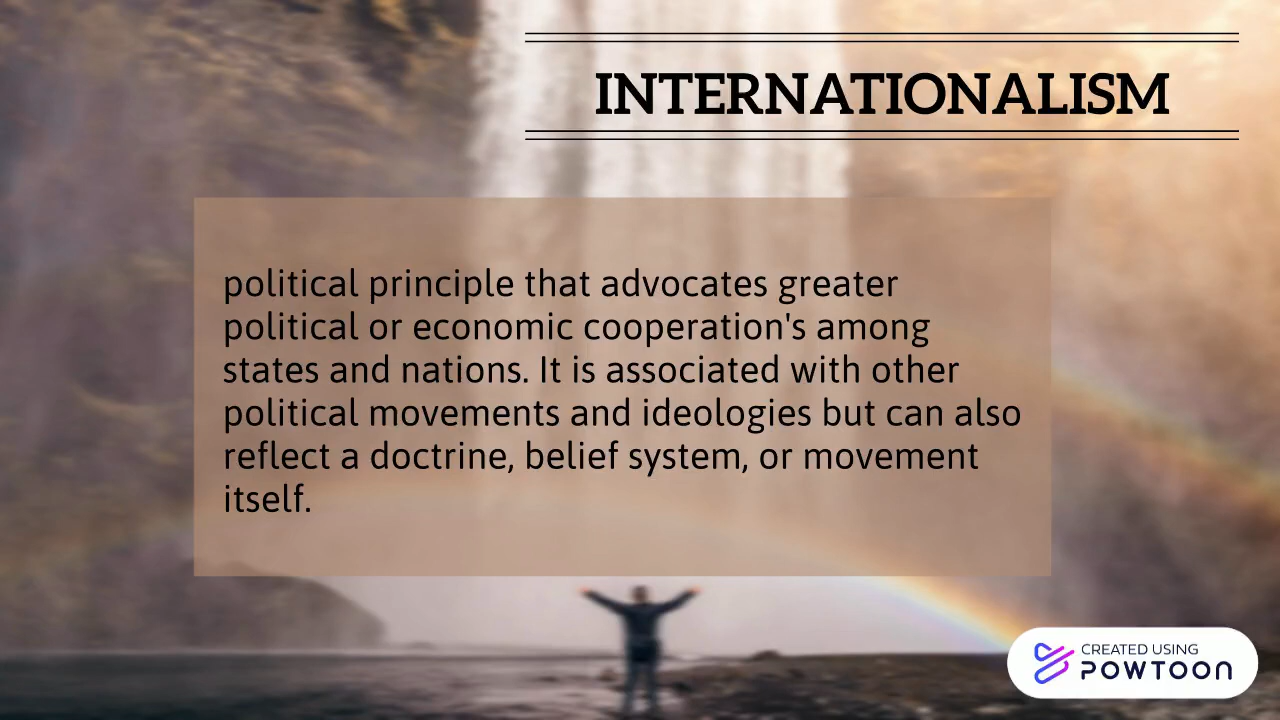 INTERNATIONALISM
political principle that advocates greater
political or economic cooperation's among
states and nations. It is associated with other
political movements and ideologies but can also
reflect a doctrine, belief system, or movement
itself.
CREATED USING
POWTOON